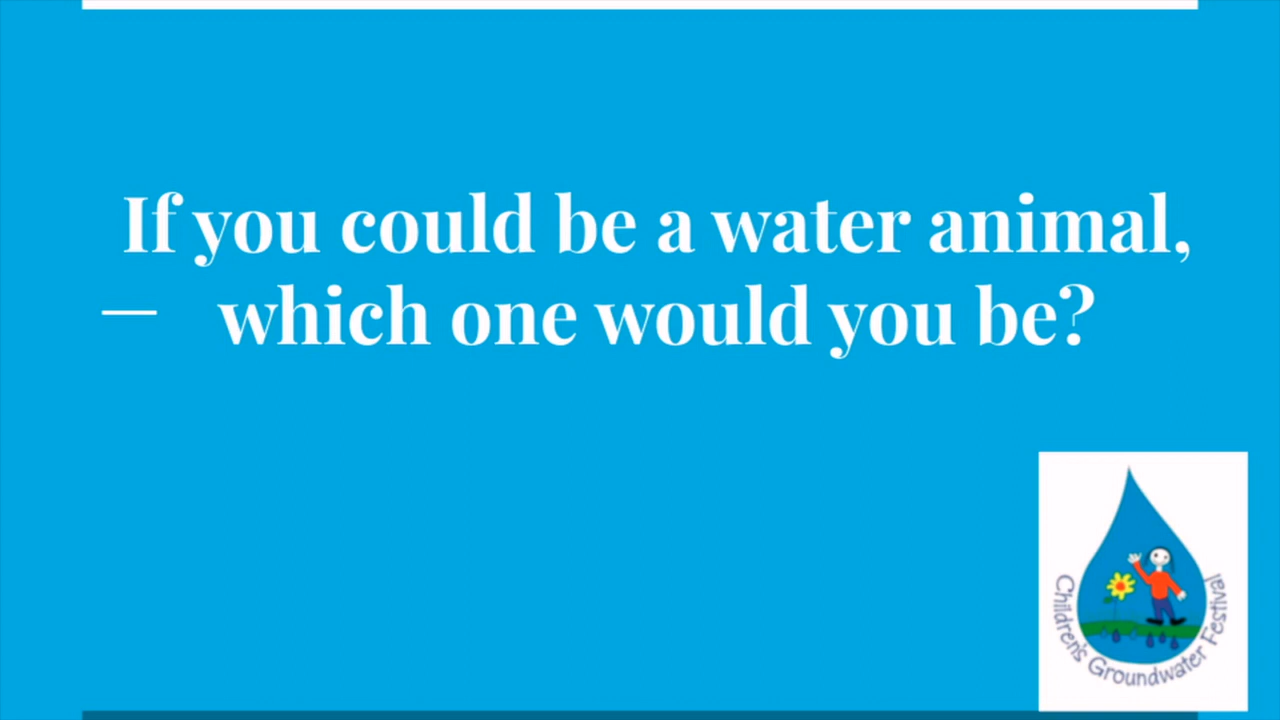 If you could be a water animal,
which one would you be?
Children's Groundwater Festival